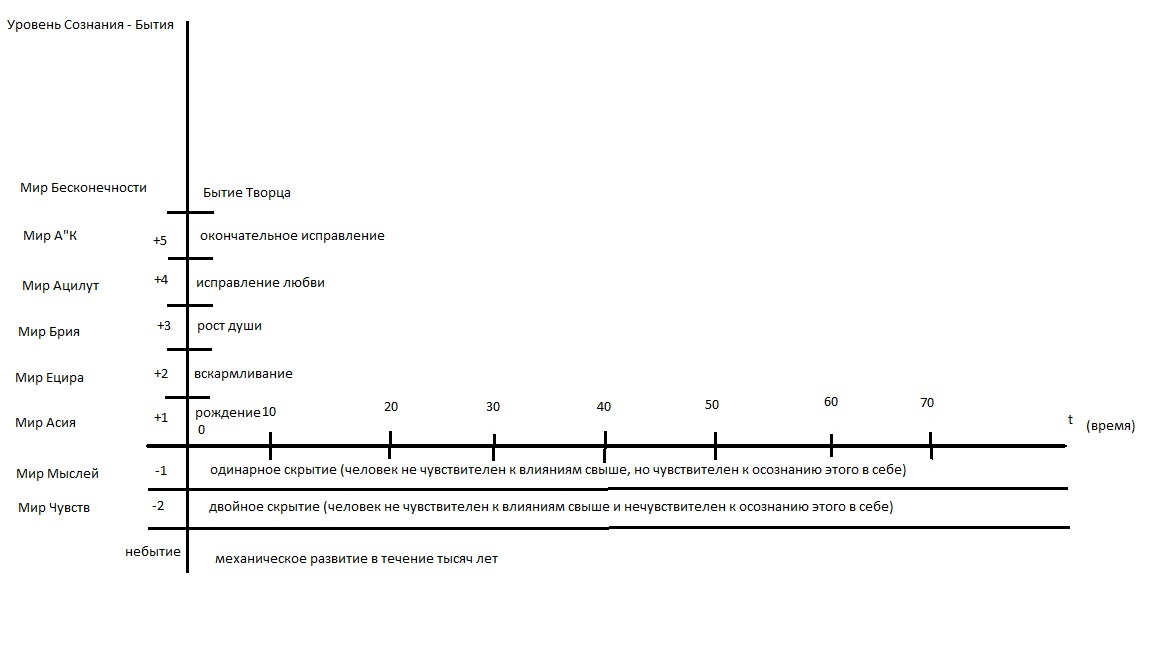 Уровень Сознания - Бытия
Мир Бесконечности
Бытие Творца
Мир А"К
+5
окончательное исправление
Мир Ацилут
+4
исправление любви
Мир Брия
+3
рост души
Мир Ецира
+2
вскармливание
Мир Асия
+1
рождение
0
10
20
30
40
50
60
70
t
(время)
Мир Мыслей
-1
одинарное скрытие (человек не чувствителен к влияниям свыше, но чувствителен к осознанию этого в себе)
Мир Чувств
-2
двойное скрытие (человек не чувствителен к влияниям свыше и нечувствителен к осознанию этого в себе)
небытие
механическое развитие в течение тысяч лет